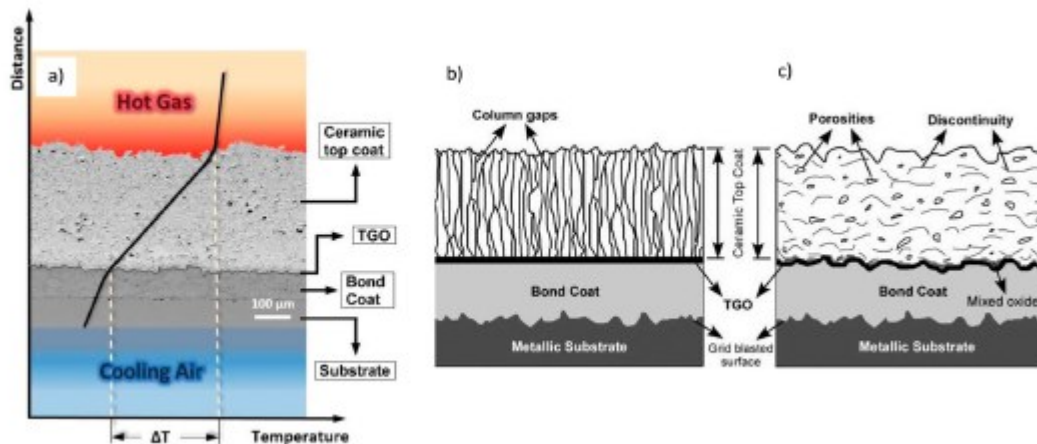 Distance
a)
Hot Gas
Ceramic
top coat
TGO
Bond
Coat
100 µm
Substrate
Cooling Air
ΔT
Temperature
b)
Column gaps
Ceramic Top Coat
Bond Coat
TGO
Metallic Substrate
Grid blasted
surface
c)
Porosities
Discontinuity
Bond Coat
Mixed oxide
Metallic Substrate